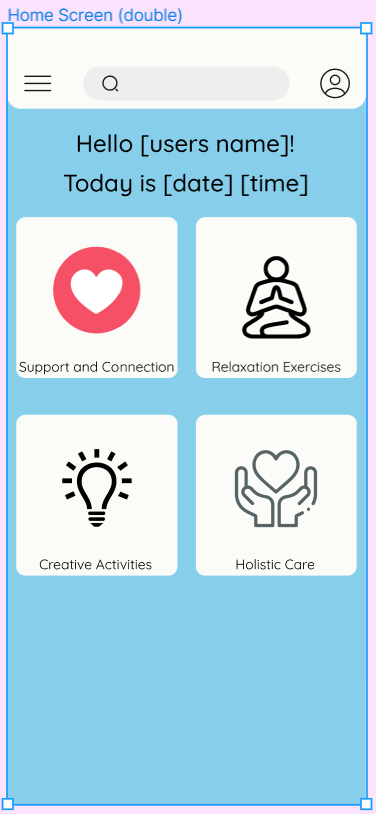 Home Screen (double)
Hello [users name]!
Today is [date] [time]
Support and Connection
Relaxation Exercises
Creative Activities
Holistic Care